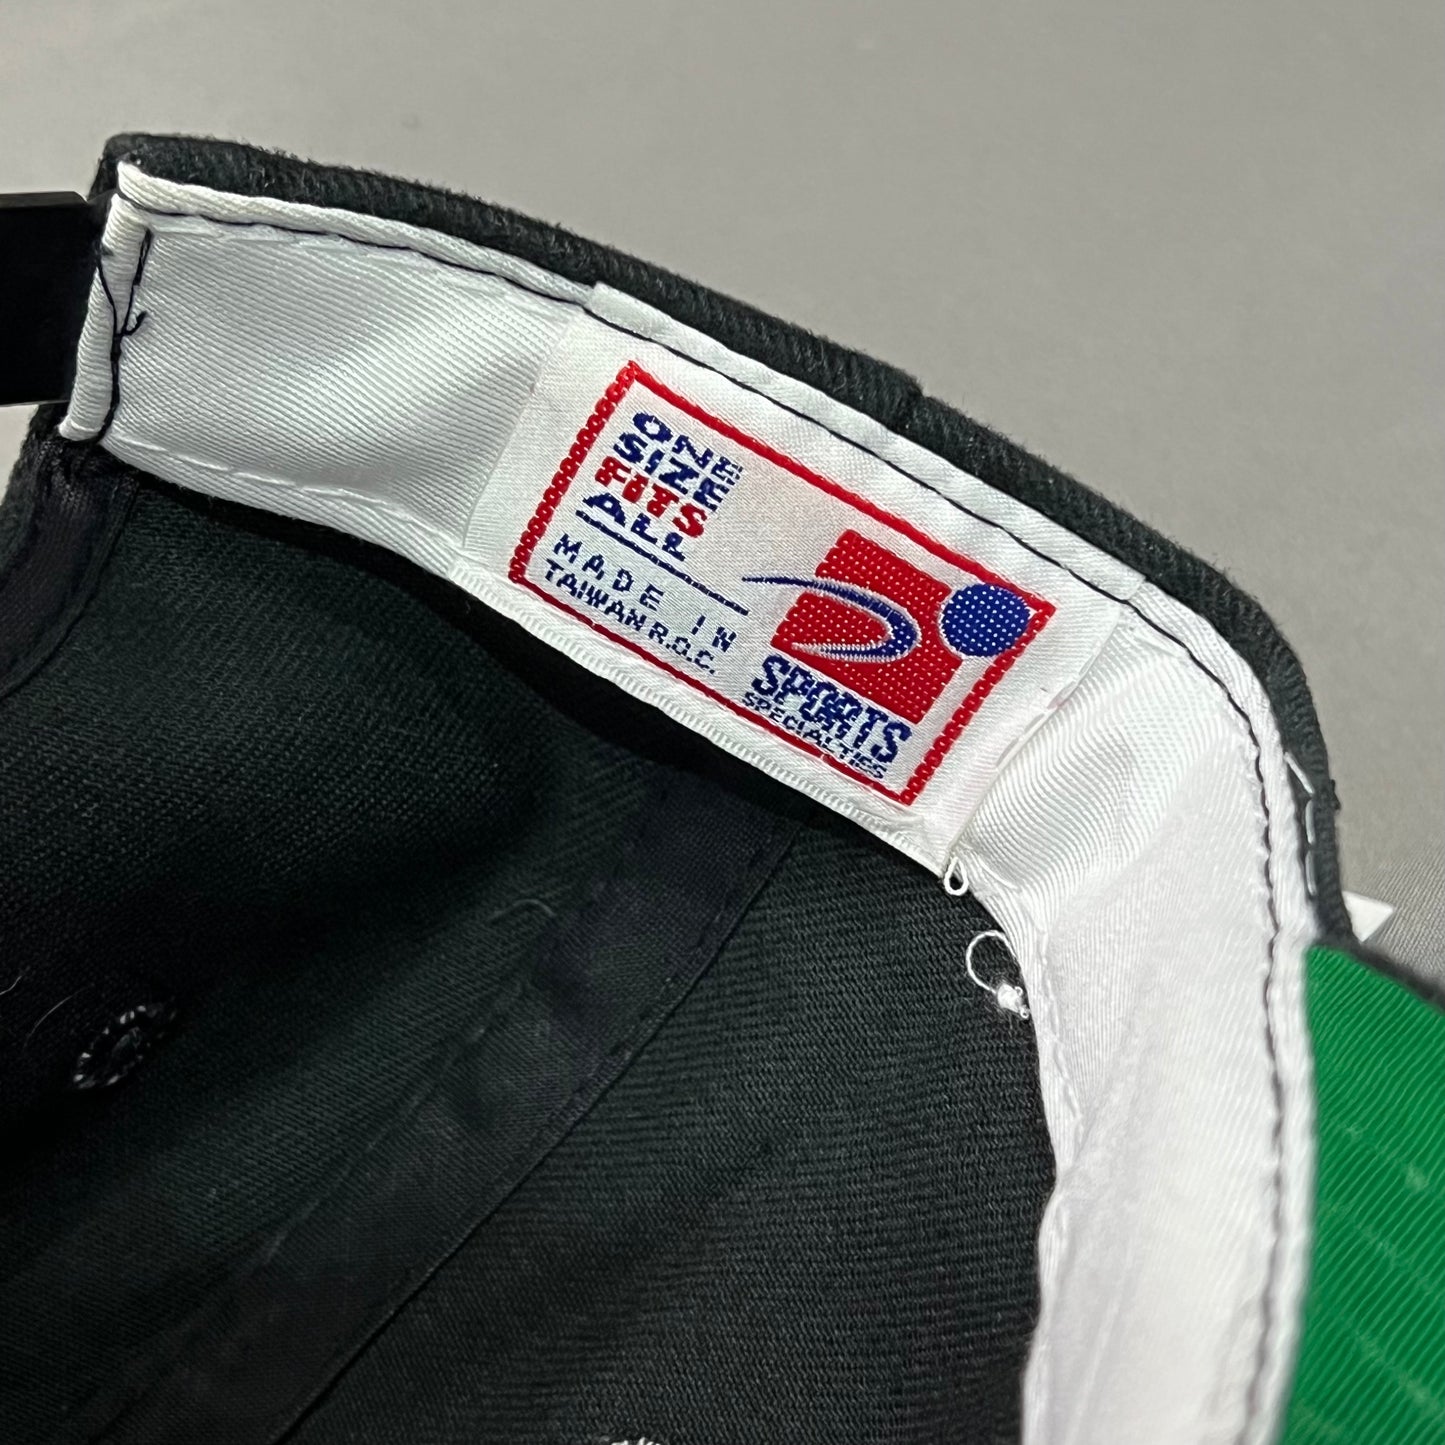 ONE
SIZE
FITS
ALL
MADE IN
TAIWAN R.O.C.
SPORTS
SPECIALTIES